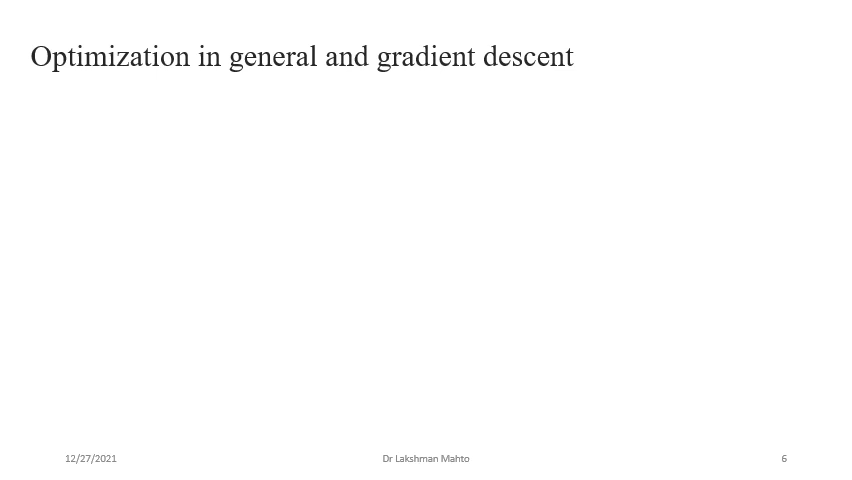 Optimization in general and gradient descent
12/27/2021
Dr Lakshman Mahto
6